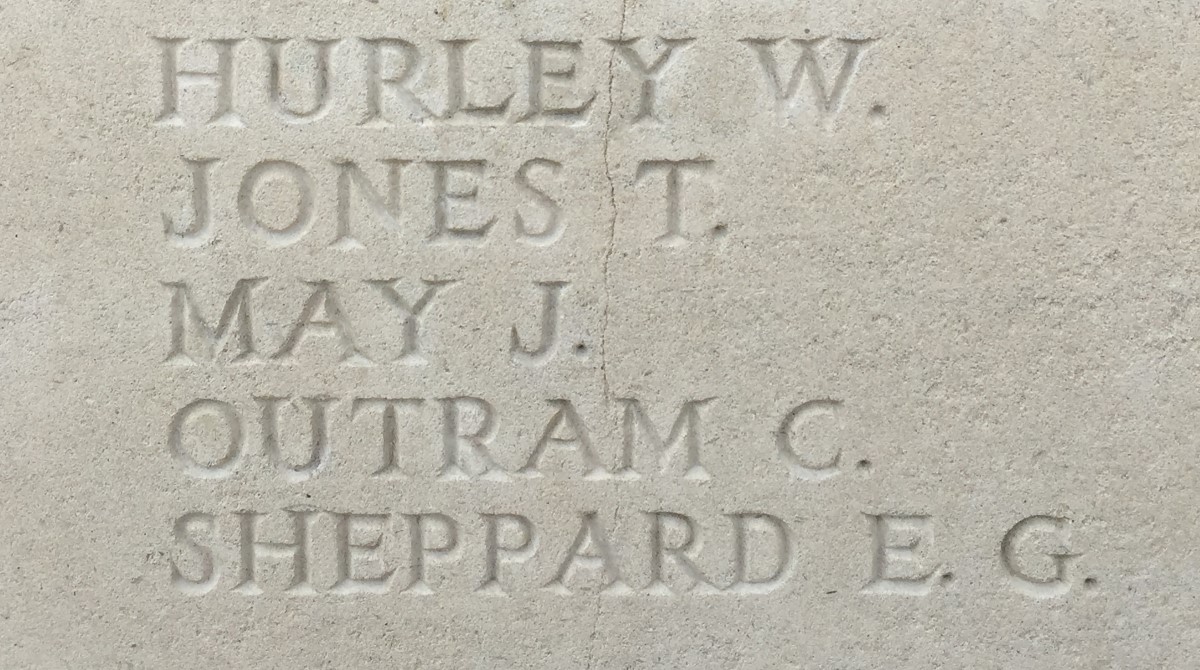 HURLEY W.
JONES T.
MAY J.
OUTRAM C.
SHEPPARD E. G.